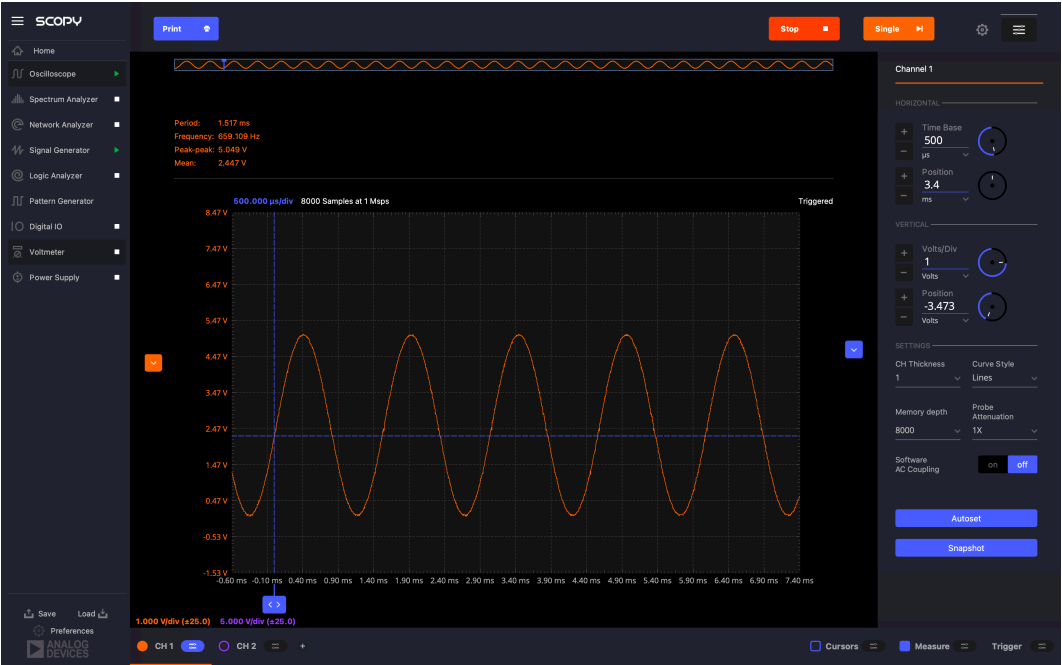 SCOPY
Print
Stop
Single
Home
Oscilloscope
Spectrum Analyzer
Network Analyzer
Signal Generator
Logic Analyzer
Pattern Generator
Digital IO
Voltmeter
Power Supply
Save
Load
Preferences
ANALOG
DEVICES
Period: 1.517 ms
Frequency: 659.109 Hz
Peak-peak: 5.049 V
Mean: 2.447 V
500.000 µs/div 8000 Samples at 1 Msps
Triggered
8.47 V
7.47 V
6.47 V
5.47 V
4.47 V
3.47 V
2.47 V
1.47 V
0.47 V
-0.53 V
-1.53 V
-0.60 ms -0.10 ms 0.40 ms 0.90 ms 1.40 ms 1.90 ms 2.40 ms 2.90 ms 3.40 ms 3.90 ms 4.40 ms 4.90 ms 5.40 ms 5.90 ms 6.40 ms 6.90 ms 7.40 ms
1.000 V/div (±25.0) 5.000 V/div (±25.0)
CH 1
CH 2
+
Cursors
Measure
Trigger
Channel 1
HORIZONTAL
Time Base
+ 500
− µs
Position
+ 3.4
− ms
VERTICAL
Volts/Div
+ 1
− Volts
Position
+ -3.473
− Volts
SETTINGS
CH Thickness
1
Curve Style
Lines
Memory depth
8000
Probe
Attenuation
1X
Software
AC Coupling
on off
Autoset
Snapshot